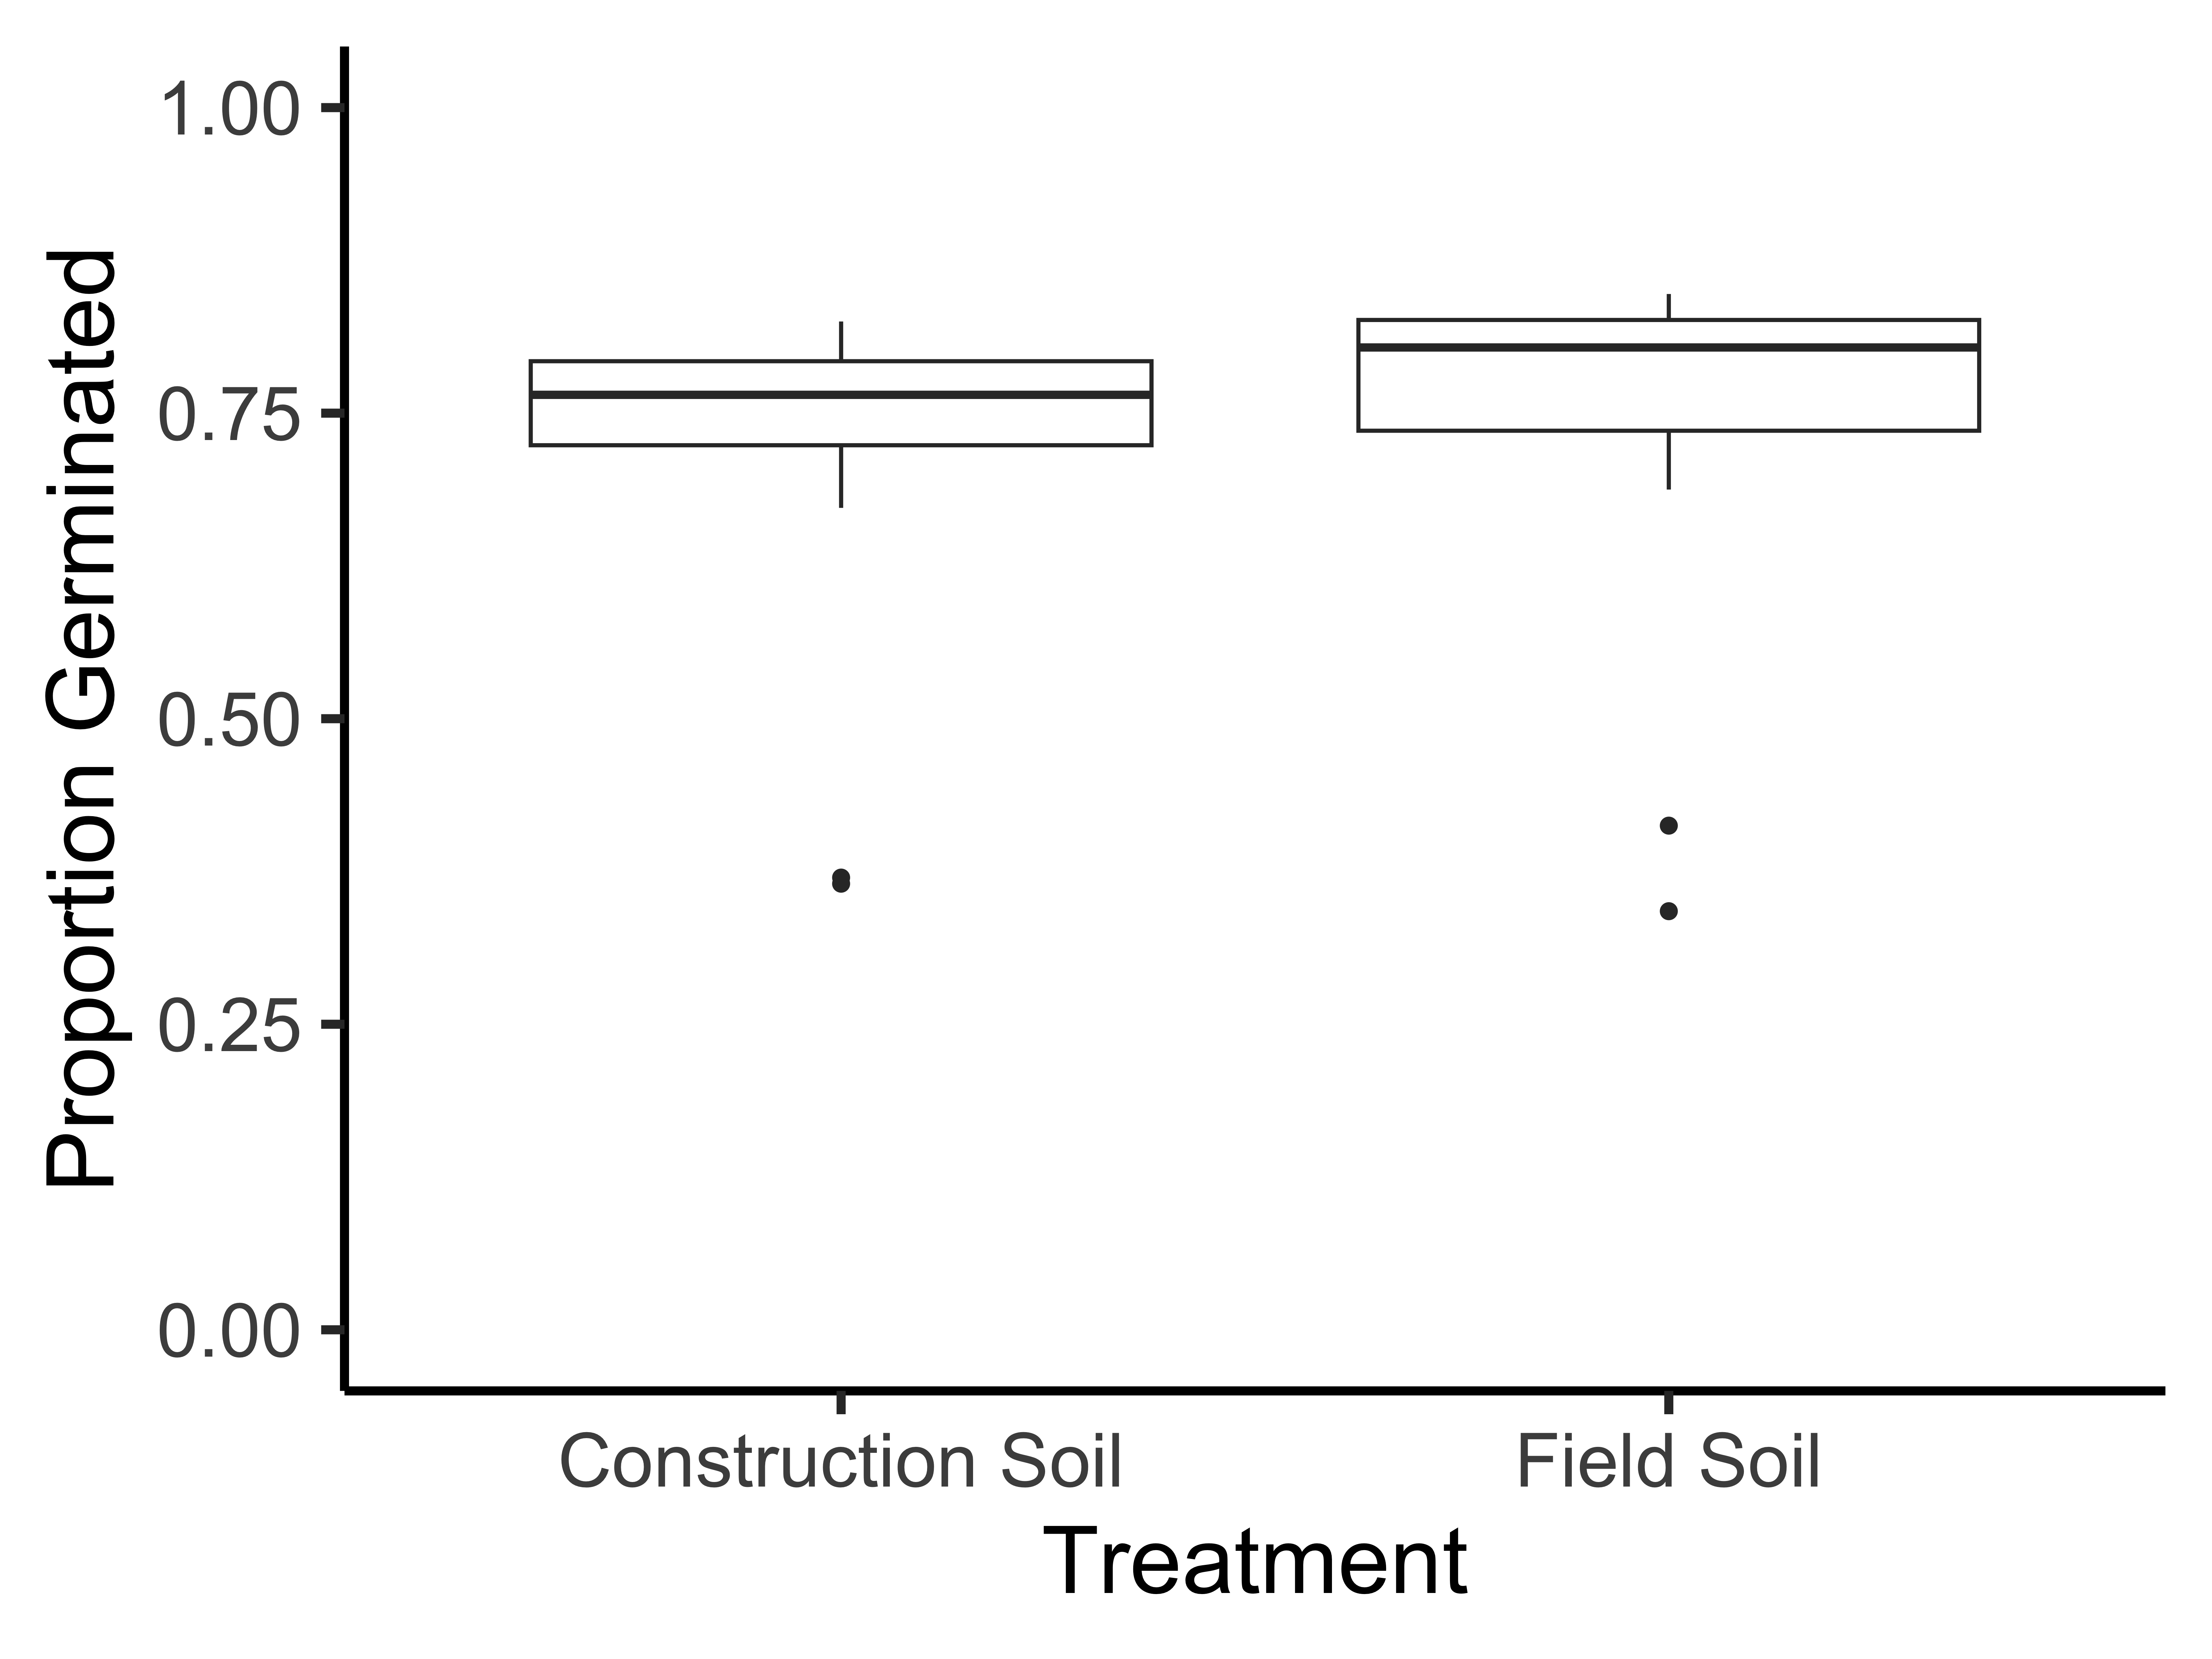 Proportion Germinated
1.00
0.75
0.50
0.25
0.00
Construction Soil
Field Soil
Treatment